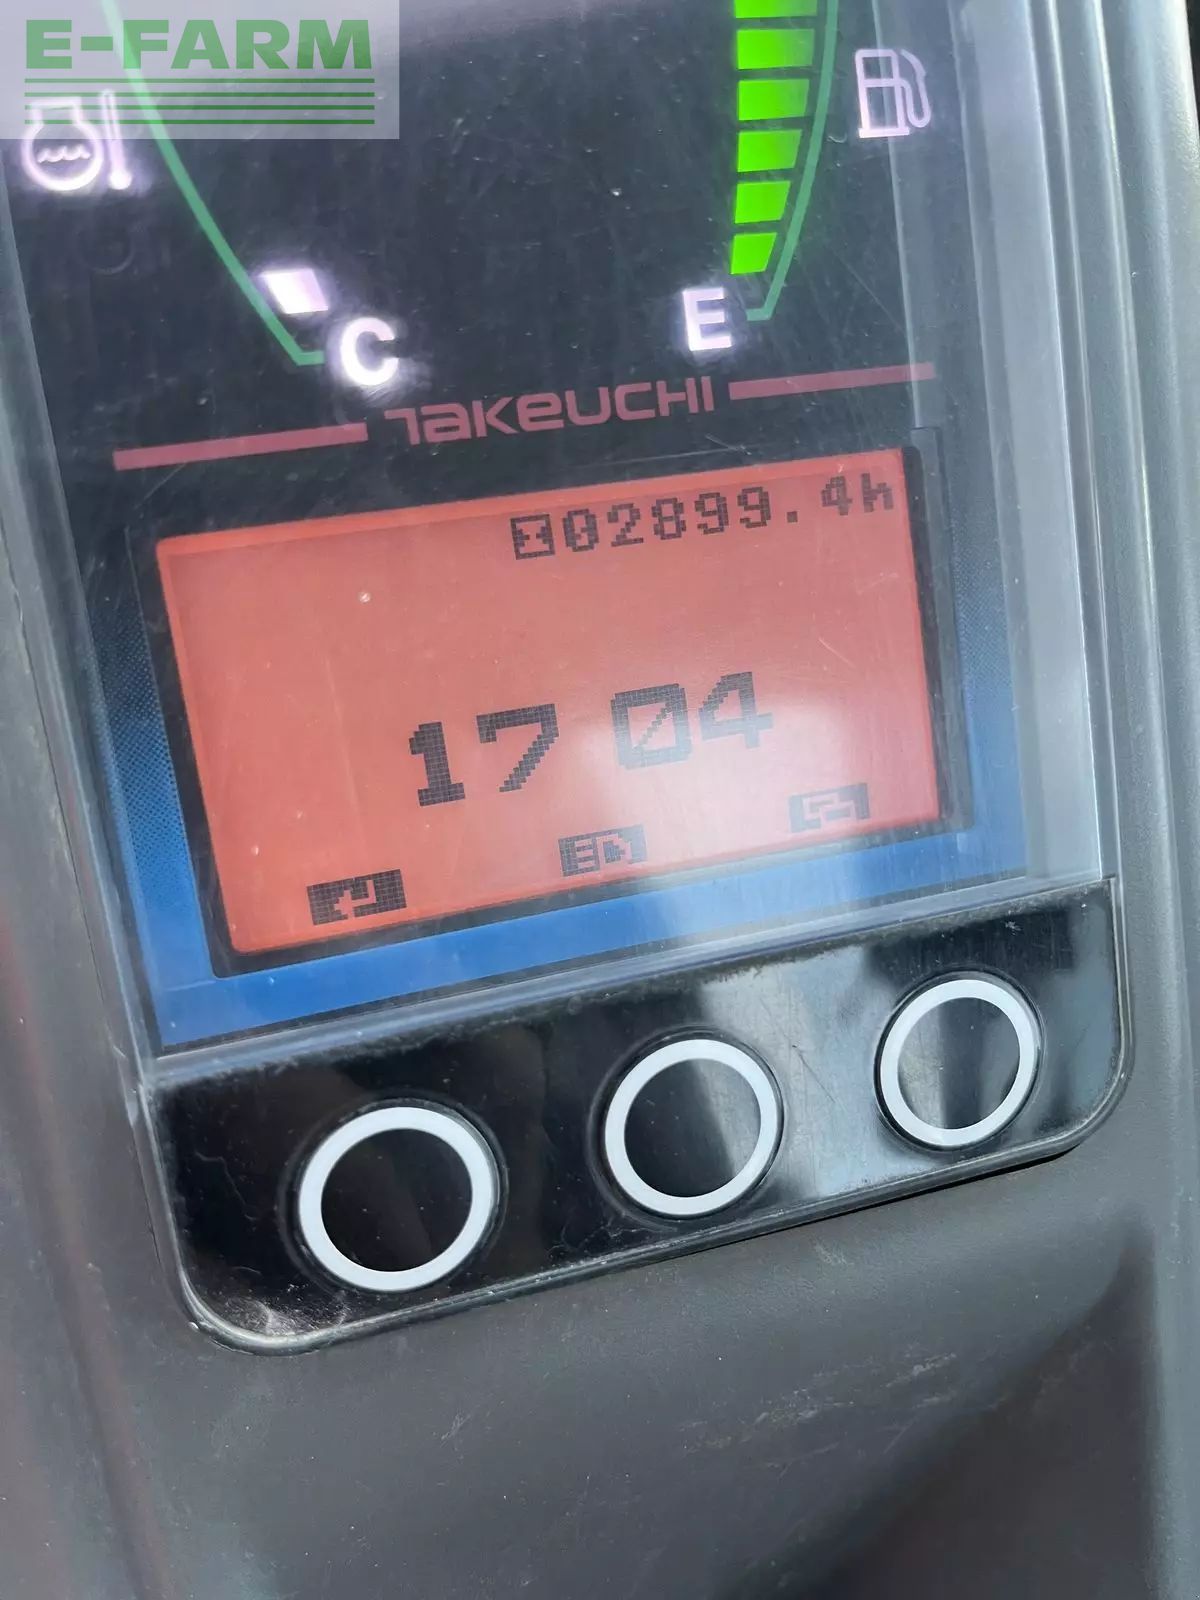 E-FARM
C
E
TAKEUCHI
02899.4h
17 04